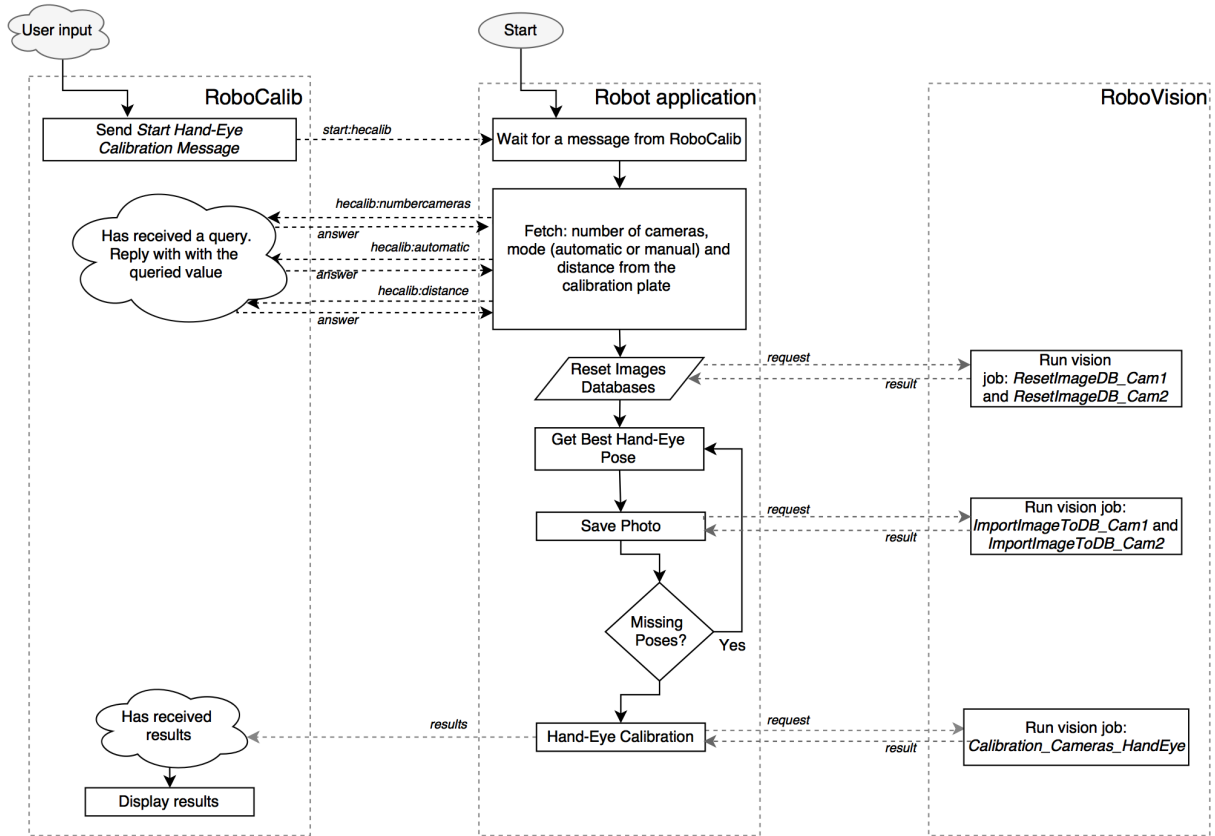 User input
Start
RoboCalib
Robot application
RoboVision
Send Start Hand-Eye
Calibration Message
start:hecalib
Wait for a message from RoboCalib
hecalib:numbercameras
answer
hecalib:automatic
answer
hecalib:distance
answer
Has received a query.
Reply with with the
queried value
Fetch: number of cameras,
mode (automatic or manual) and
distance from the
calibration plate
Reset Images
Databases
request
result
Run vision
job: ResetImageDB_Cam1
and ResetImageDB_Cam2
Get Best Hand-Eye
Pose
Save Photo
request
result
Run vision job:
ImportImageToDB_Cam1 and
ImportImageToDB_Cam2
Missing
Poses?
Yes
Has received
results
results
Hand-Eye Calibration
request
result
Run vision job:
Calibration_Cameras_HandEye
Display results